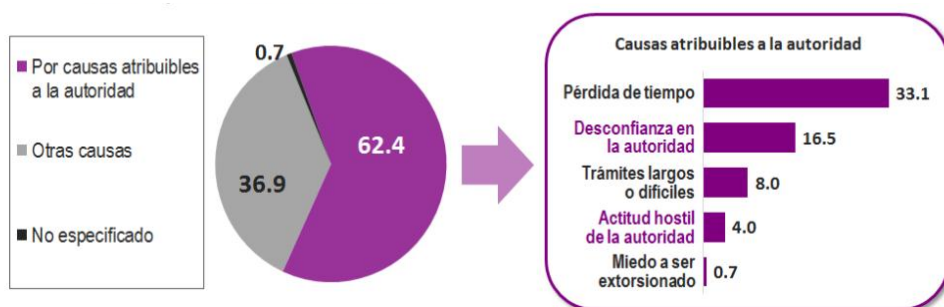 Por causas atribuibles
a la autoridad
Otras causas
No especificado
0.7
62.4
36.9
Causas atribuibles a la autoridad
Pérdida de tiempo 33.1
Desconfianza en
la autoridad 16.5
Trámites largos
o dificiles 8.0
Actitud hostil
de la autoridad 4.0
Miedo a ser
extorsionado 0.7